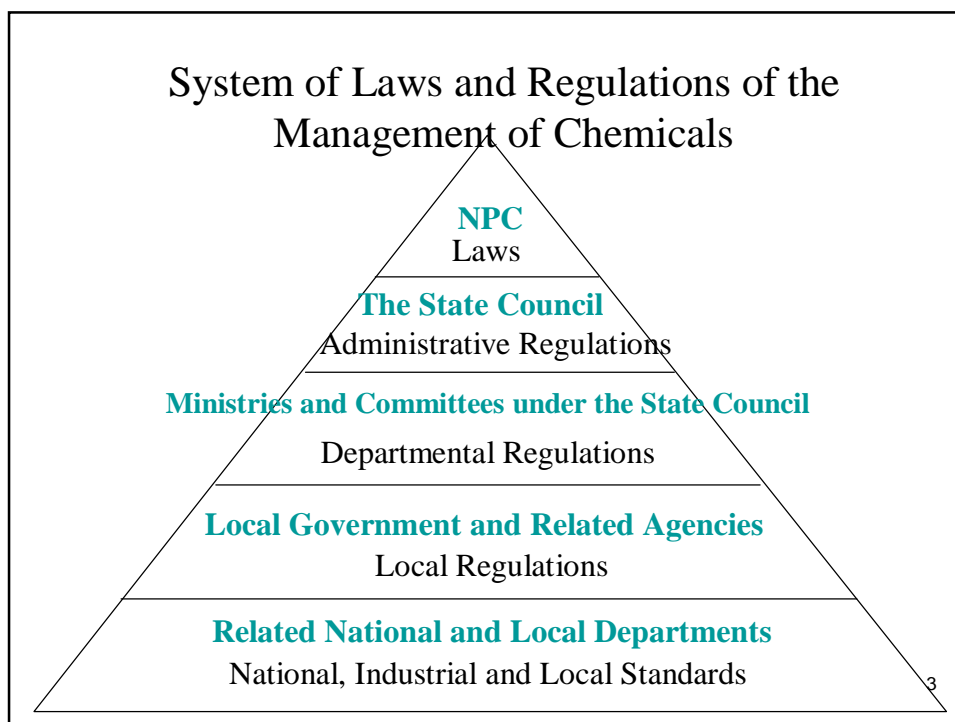 System of Laws and Regulations of the
Management of Chemicals
NPC
Laws
The State Council
Administrative Regulations
Ministries and Committees under the State Council
Departmental Regulations
Local Government and Related Agencies
Local Regulations
Related National and Local Departments
National, Industrial and Local Standards
3